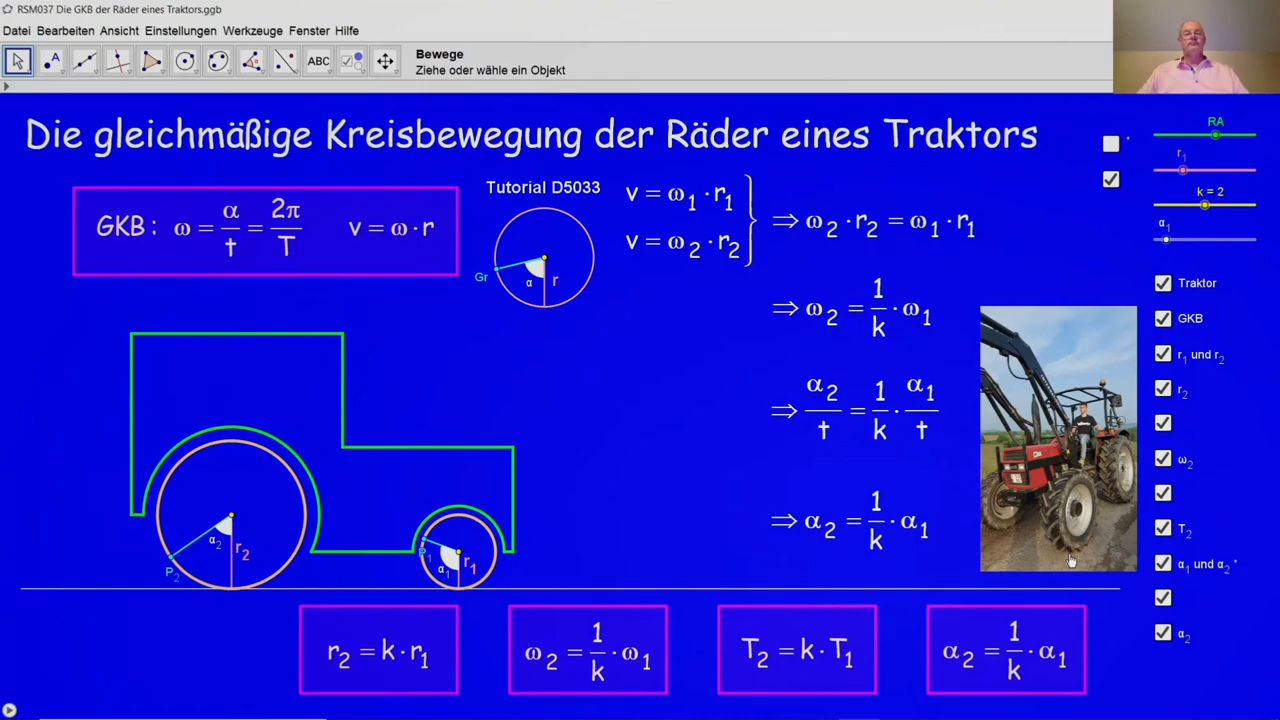 RSM037 Die GKB der Räder eines Traktors.ggb
Datei Bearbeiten Ansicht Einstellungen Werkzeuge Fenster Hilfe
A ABC
Bewege
Ziehe oder wähle ein Objekt
Die gleichmäßige Kreisbewegung der Räder eines Traktors
RA
r₁
k = 2
α₁
GKB: ω = α/t = 2π/T v = ω · r
Tutorial D5033
Gr α r
v = ω₁ · r₁
v = ω₂ · r₂
⇒ ω₂ · r₂ = ω₁ · r₁
⇒ ω₂ = 1/k · ω₁
⇒ α₂/t = 1/k · α₁/t
⇒ α₂ = 1/k · α₁
Traktor
GKB
r₁ und r₂
r₂
ω₂
T₂
α₁ und α₂ *
α₂
α₂ r₂ P₂
P₁ α₁ r₁
r₂ = k · r₁
ω₂ = 1/k · ω₁
T₂ = k · T₁
α₂ = 1/k · α₁